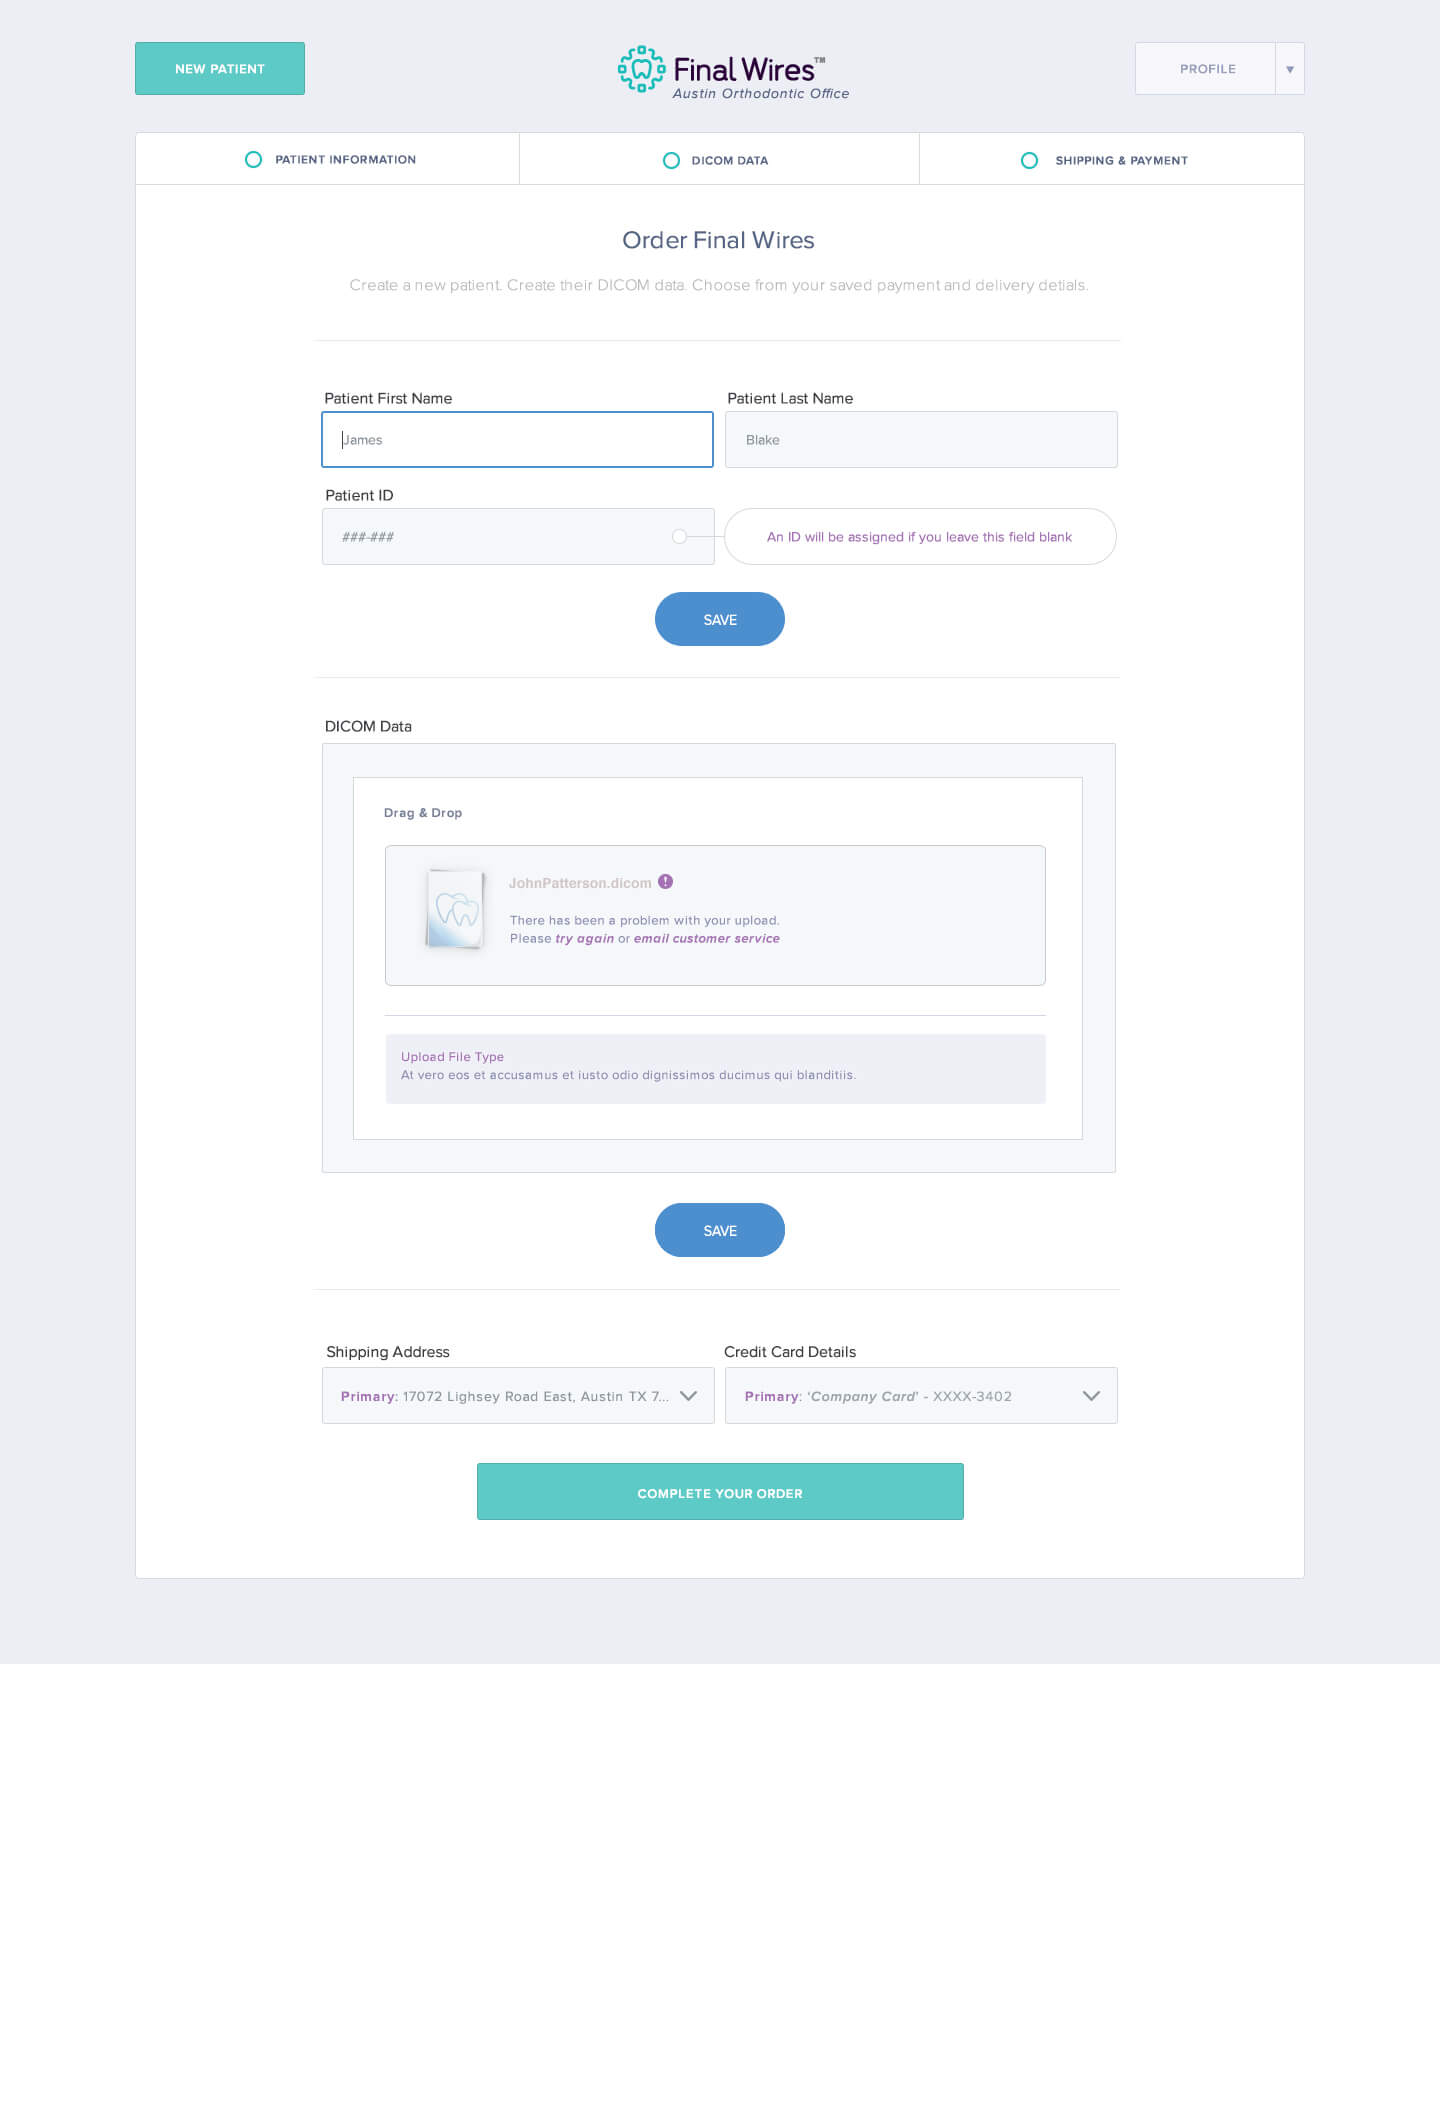 NEW PATIENT
Final Wires™
Austin Orthodontic Office
PROFILE
PATIENT INFORMATION
DICOM DATA
SHIPPING & PAYMENT
Order Final Wires
Create a new patient. Create their DICOM data. Choose from your saved payment and delivery detials.
Patient First Name
Patient Last Name
James
Blake
Patient ID
###-###
An ID will be assigned if you leave this field blank
SAVE
DICOM Data
Drag & Drop
JohnPatterson.dicom
There has been a problem with your upload.
Please try again or email customer service
Upload File Type
At vero eos et accusamus et iusto odio dignissimos ducimus qui blanditiis.
SAVE
Shipping Address
Credit Card Details
Primary: 17072 Lighsey Road East, Austin TX 7...
Primary: ‘Company Card’ - XXXX-3402
COMPLETE YOUR ORDER